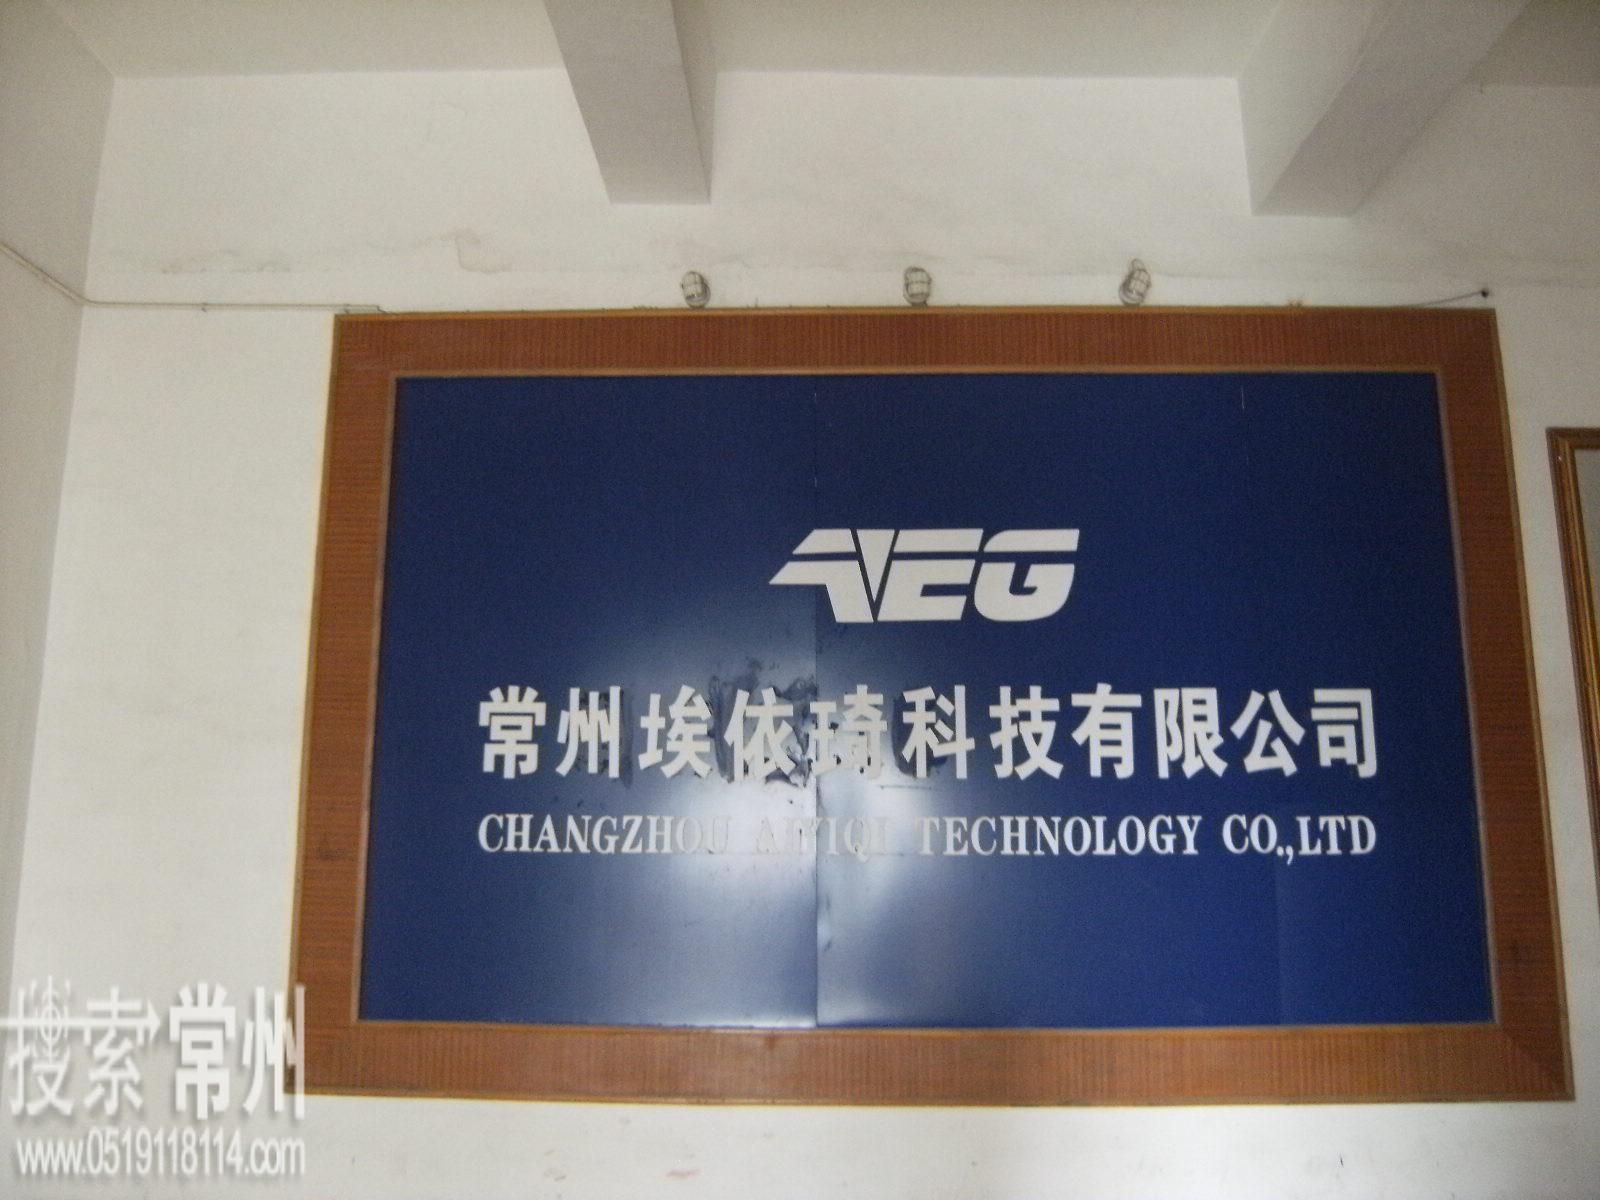 AEG
常州埃依琦科技有限公司
CHANGZHOU AIYIQI TECHNOLOGY CO.,LTD
搜索常州
www.0519118114.com